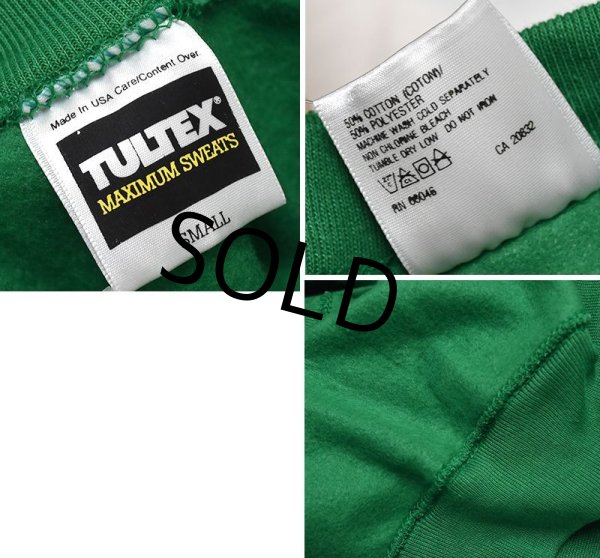 Made in USA Care/Content Over
TULTEX
MAXIMUM SWEATS
SMALL
50% COTTON (COTON)/
50% POLYESTER
MACHINE WASH COLD SEPARATELY
NON CHLORINE BLEACH
TUMBLE DRY LOW DO NOT IRON
RN 66046
CA 20832
SOLD